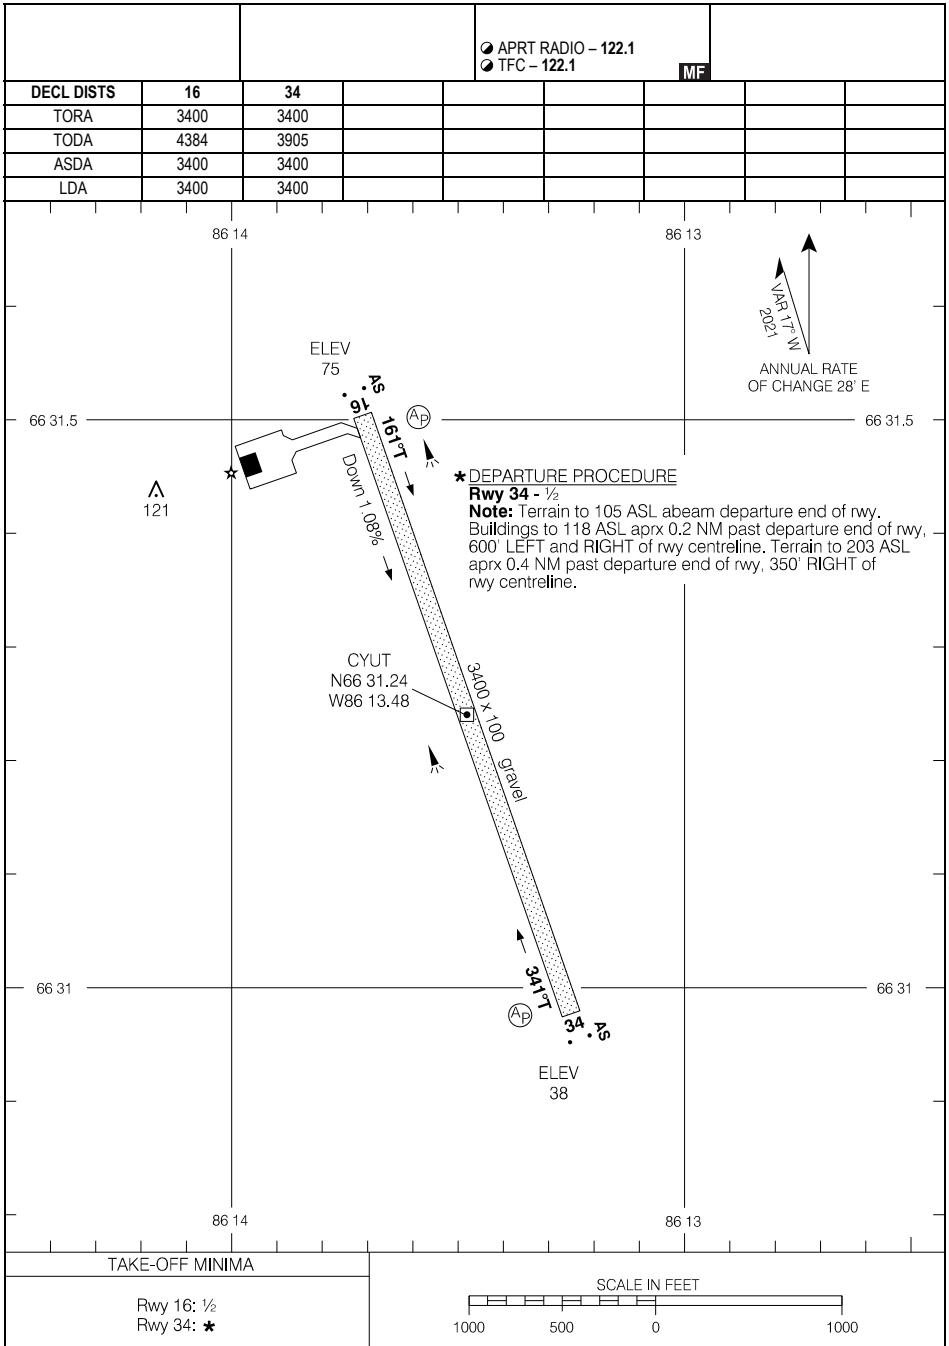 APRT RADIO – 122.1
TFC – 122.1
MF
DECL DISTS 16 34
TORA 3400 3400
TODA 4384 3905
ASDA 3400 3400
LDA 3400 3400
86 14 86 13
VAR 17° W
2021
ANNUAL RATE
OF CHANGE 28' E
ELEV
75
AS
16
66 31.5 66 31.5
AP
161°T
Down 1.08%
121
* DEPARTURE PROCEDURE
Rwy 34 - ½
Note: Terrain to 105 ASL abeam departure end of rwy.
Buildings to 118 ASL aprx 0.2 NM past departure end of rwy,
600' LEFT and RIGHT of rwy centreline. Terrain to 203 ASL
aprx 0.4 NM past departure end of rwy, 350' RIGHT of
rwy centreline.
CYUT
N66 31.24
W86 13.48
3400 x 100 gravel
341°T
66 31 66 31
AP
34
AS
ELEV
38
86 14 86 13
TAKE-OFF MINIMA
Rwy 16: ½
Rwy 34: *
SCALE IN FEET
1000 500 0 1000